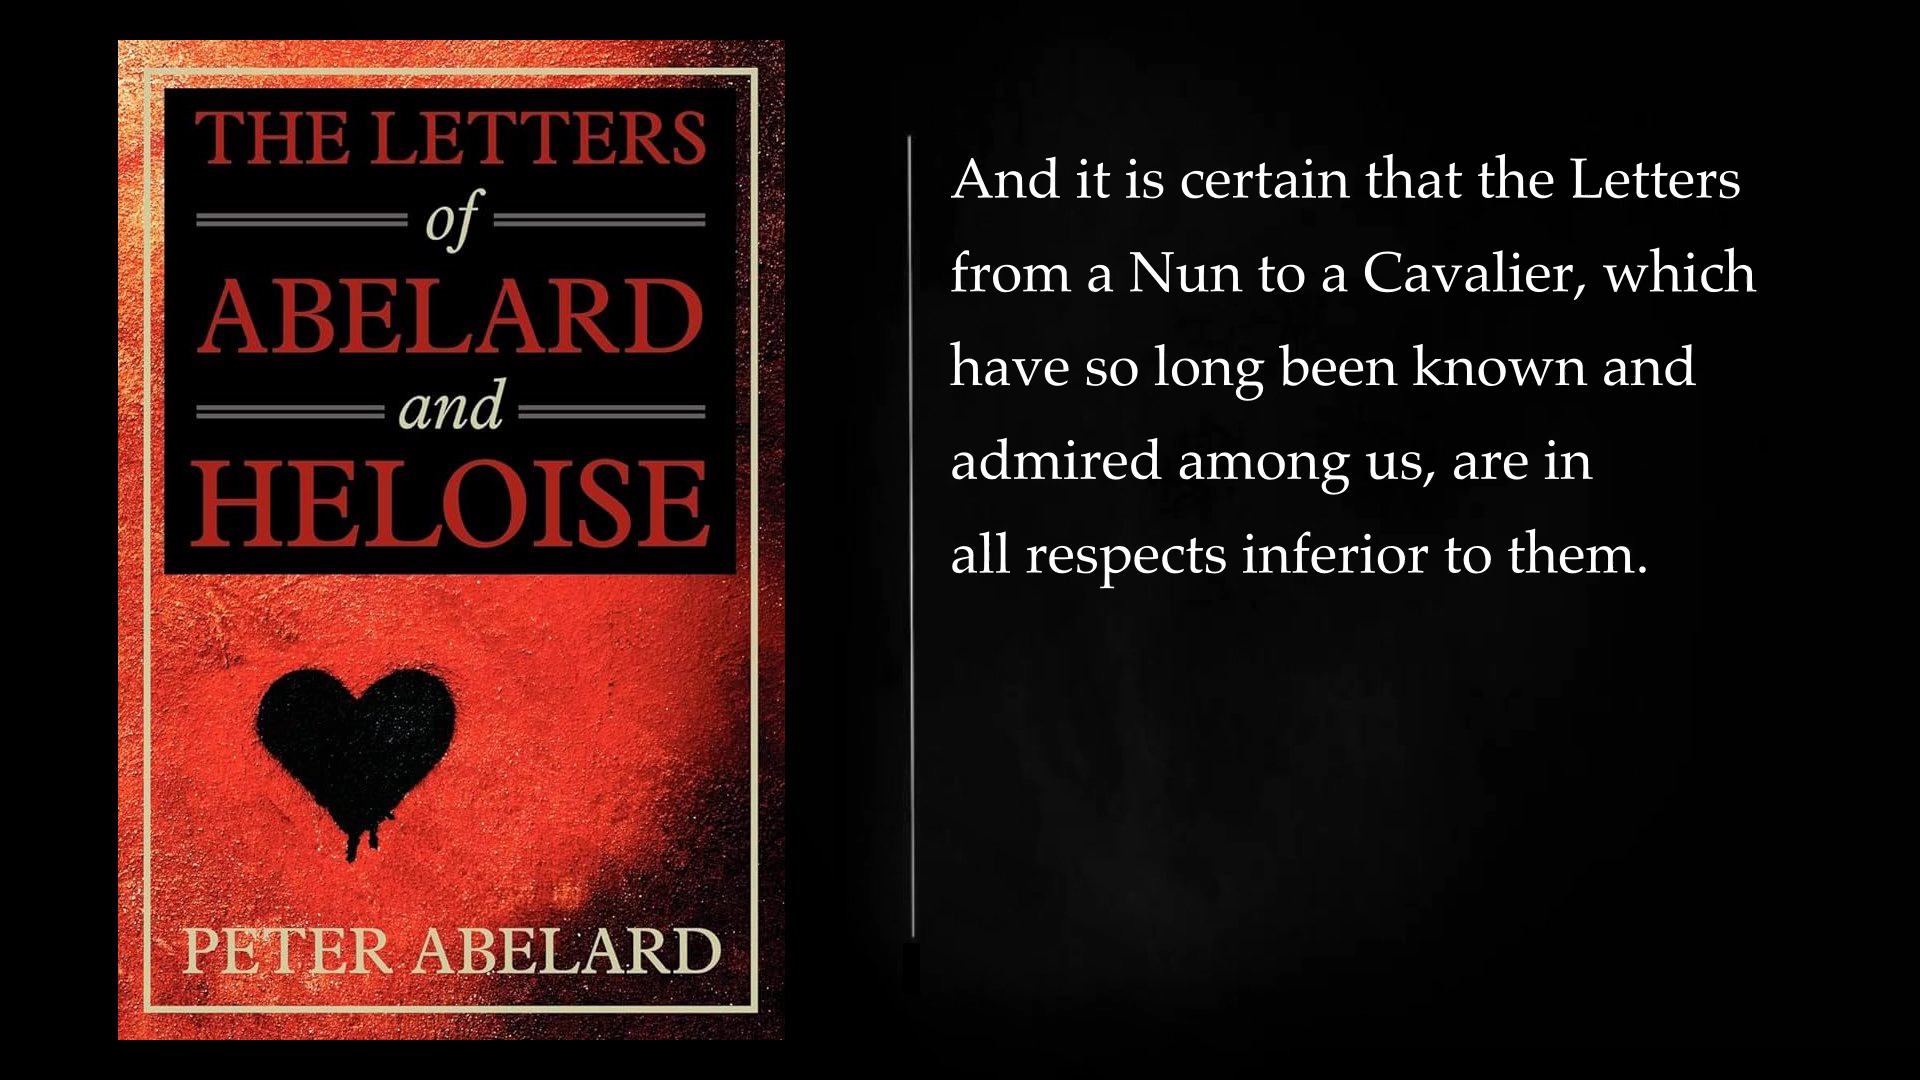 THE LETTERS
of
ABELARD
and
HELOISE
PETER ABELARD
And it is certain that the Letters
from a Nun to a Cavalier, which
have so long been known and
admired among us, are in
all respects inferior to them.